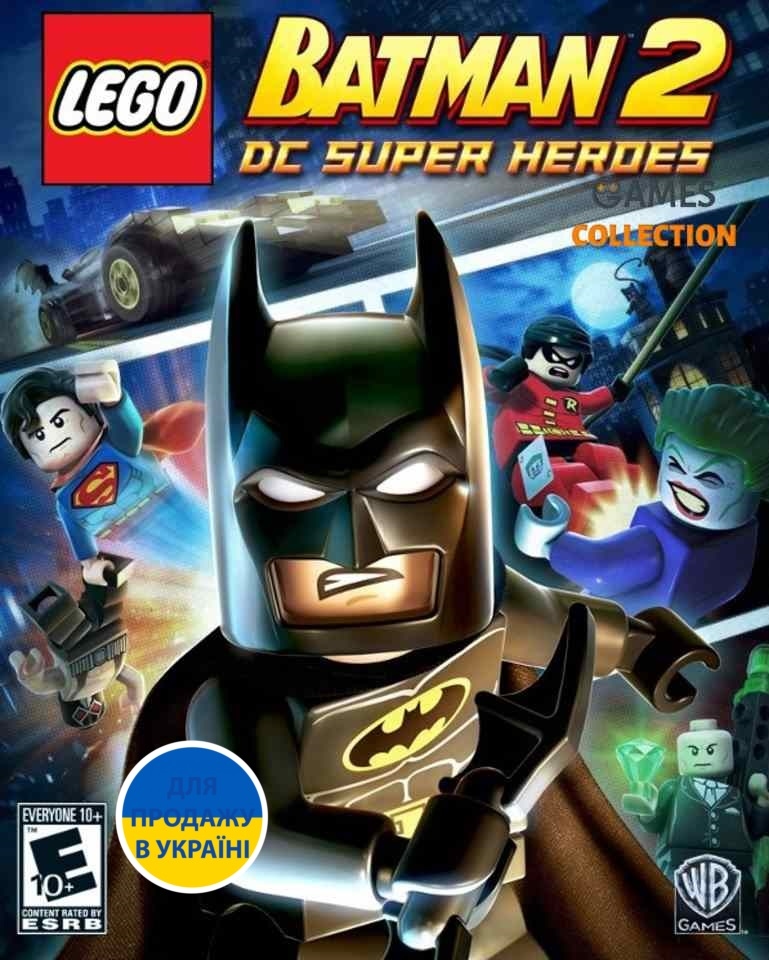 LEGO
BATMAN 2
DC SUPER HEROES
GAMES
COLLECTION
R
S
ДЛЯ
ПРОДАЖУ
В УКРАЇНІ
EVERYONE 10+
TM
E
10+
CONTENT RATED BY
ESRB
WB
GAMES